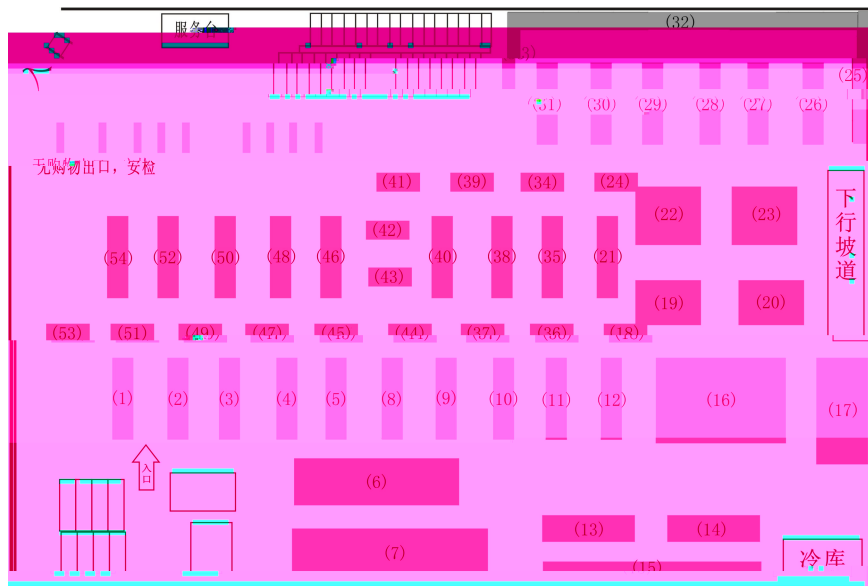 服务台
(32)
(25)
(31) (30) (29) (28) (27) (26)
无购物出口，安检
(41) (39) (34) (24)
(22) (23)
下行坡道
(42)
(54) (52) (50) (48) (46) (40) (38) (35) (21)
(43)
(19) (20)
(53) (51) (49) (47) (45) (44) (37) (36) (18)
(1) (2) (3) (4) (5) (8) (9) (10) (11) (12) (16) (17)
入口
(6)
(13) (14)
(7)
(15)
冷库